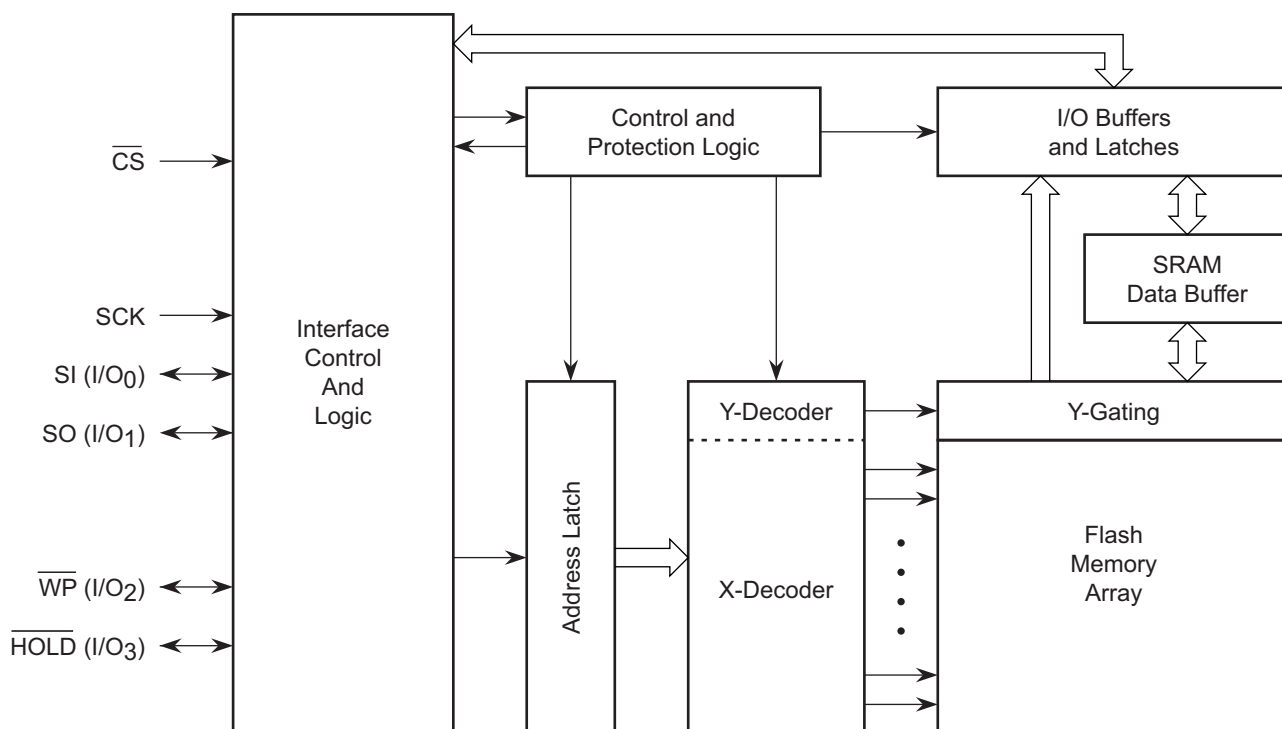 CS
SCK
SI (I/O0)
SO (I/O1)
WP (I/O2)
HOLD (I/O3)
Interface
Control
And
Logic
Control and
Protection Logic
I/O Buffers
and Latches
SRAM
Data Buffer
Address Latch
Y-Decoder
X-Decoder
Y-Gating
Flash
Memory
Array